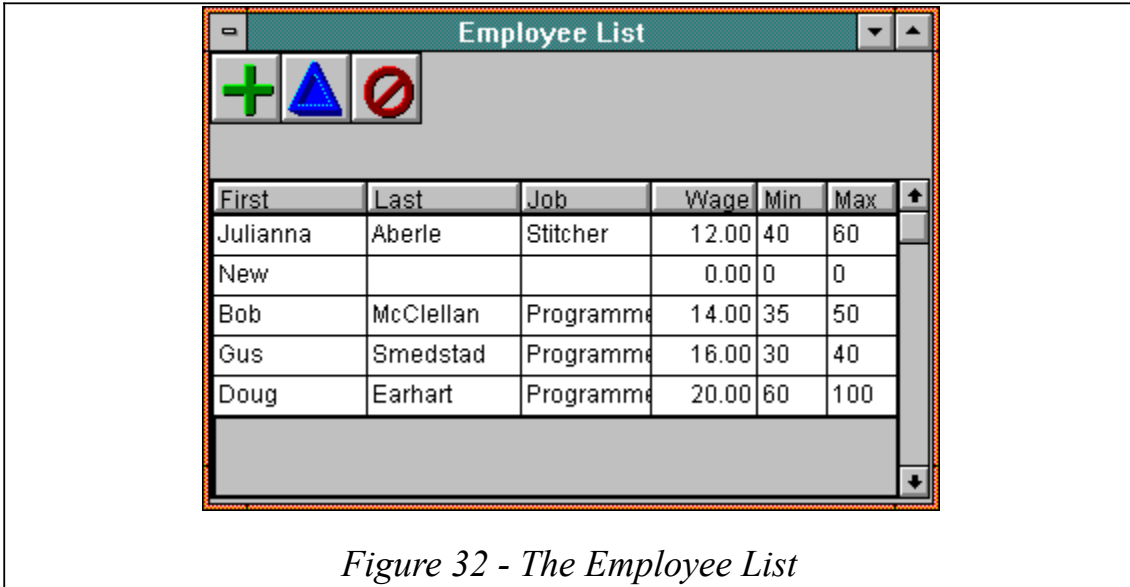 Employee List
First Last Job Wage Min Max
Julianna Aberle Stitcher 12.00 40 60
New 0.00 0 0
Bob McClellan Programme 14.00 35 50
Gus Smedstad Programme 16.00 30 40
Doug Earhart Programme 20.00 60 100
Figure 32 - The Employee List